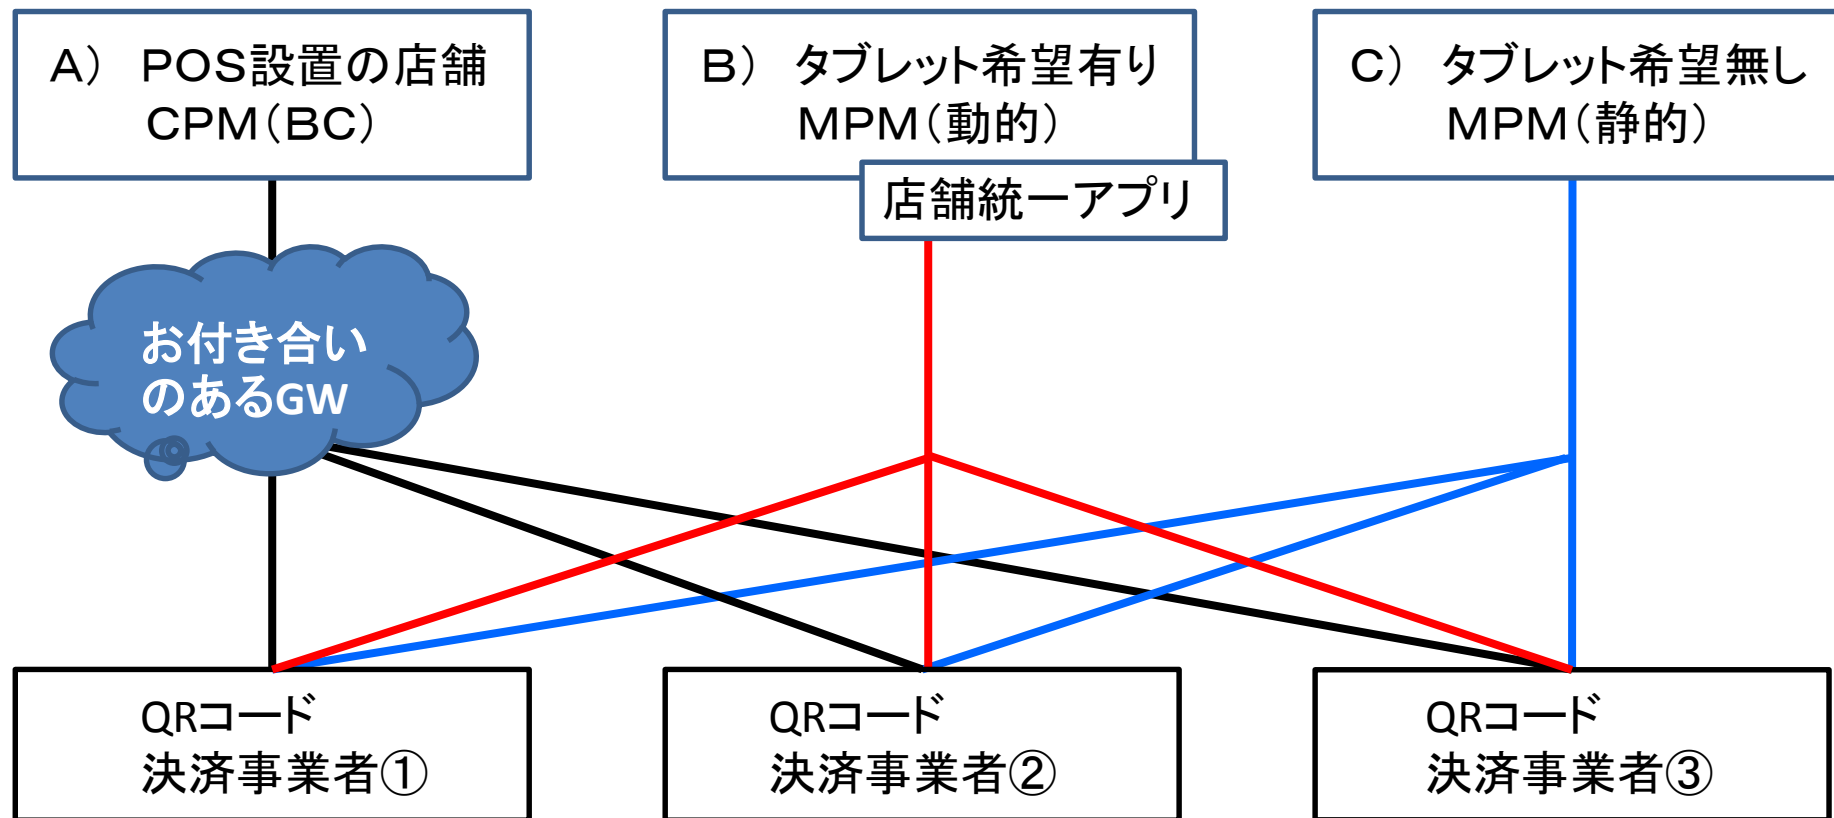 A） POS設置の店舗
CPM（BC）
B） タブレット希望有り
MPM（動的）
店舗統一アプリ
C） タブレット希望無し
MPM（静的）
お付き合い
のあるGW
QRコード
決済事業者①
QRコード
決済事業者②
QRコード
決済事業者③